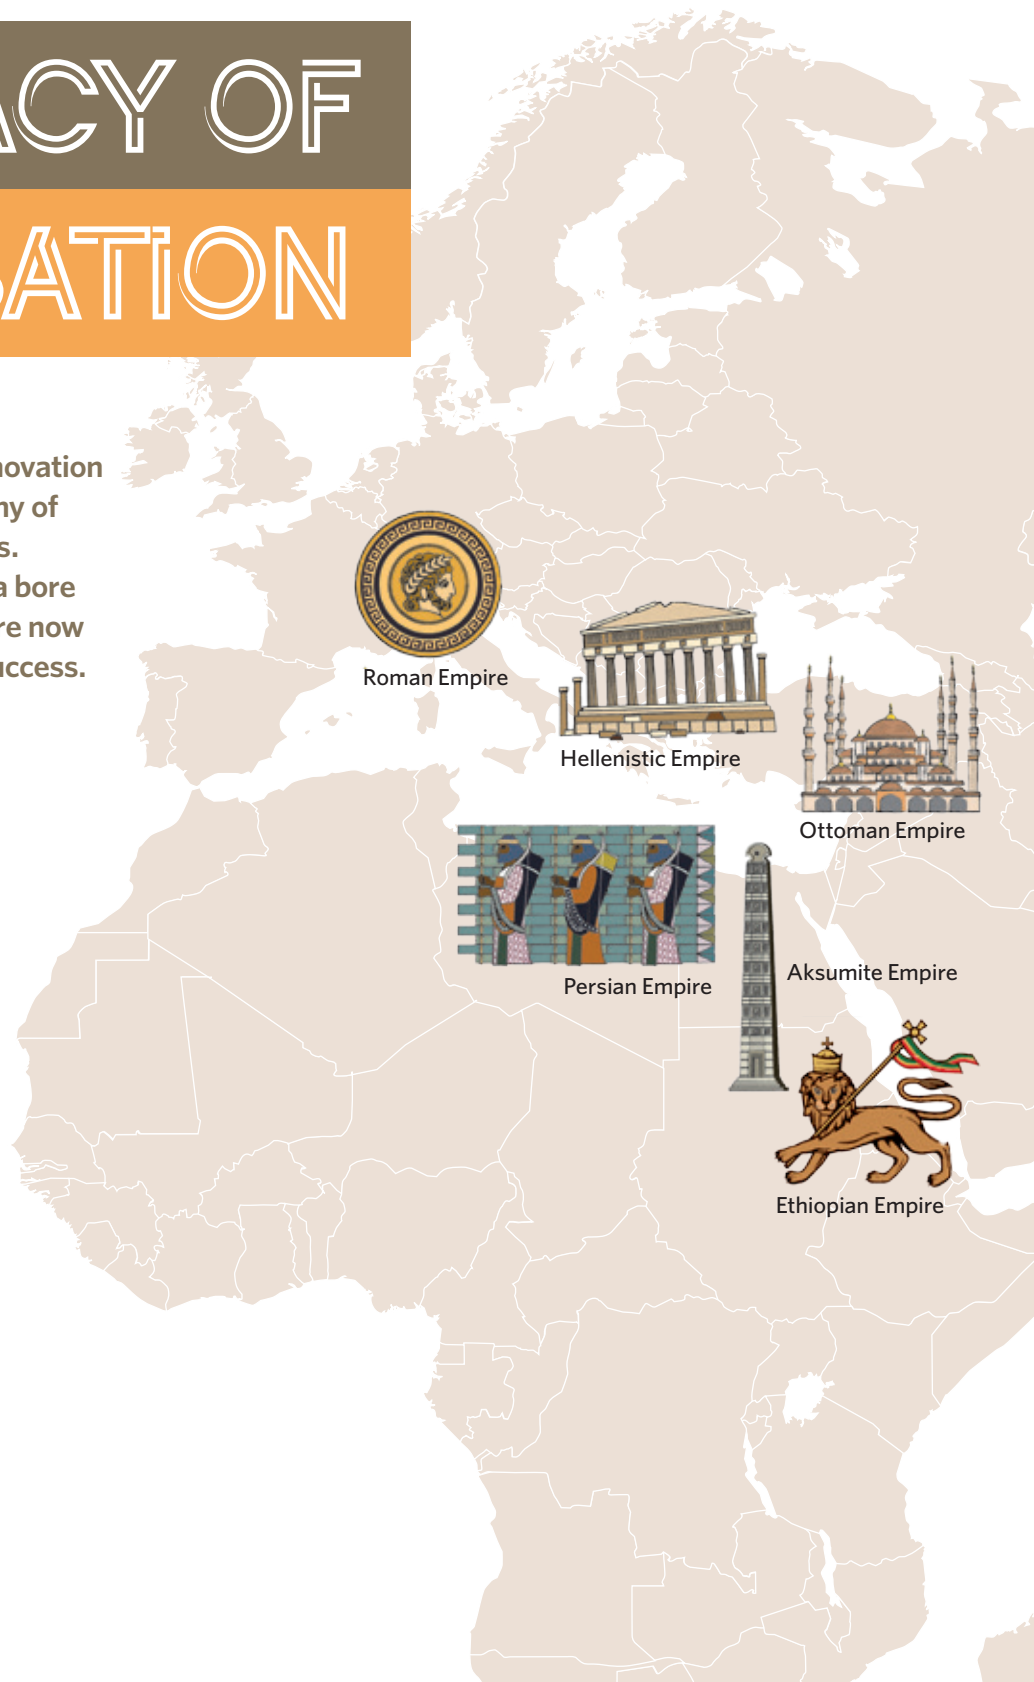 ACY OF
SATION
novation
ny of
s.
a bore
re now
uccess.
Roman Empire
Hellenistic Empire
Ottoman Empire
Persian Empire
Aksumite Empire
Ethiopian Empire